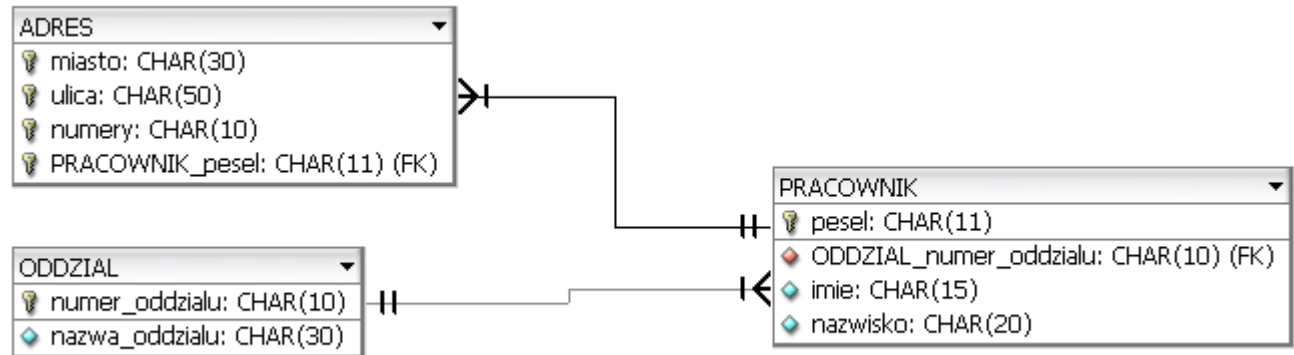 ADRES
miasto: CHAR(30)
ulica: CHAR(50)
numery: CHAR(10)
PRACOWNIK_pesel: CHAR(11) (FK)
ODDZIAL
numer_oddzialu: CHAR(10)
nazwa_oddzialu: CHAR(30)
PRACOWNIK
pesel: CHAR(11)
ODDZIAL_numer_oddzialu: CHAR(10) (FK)
imie: CHAR(15)
nazwisko: CHAR(20)